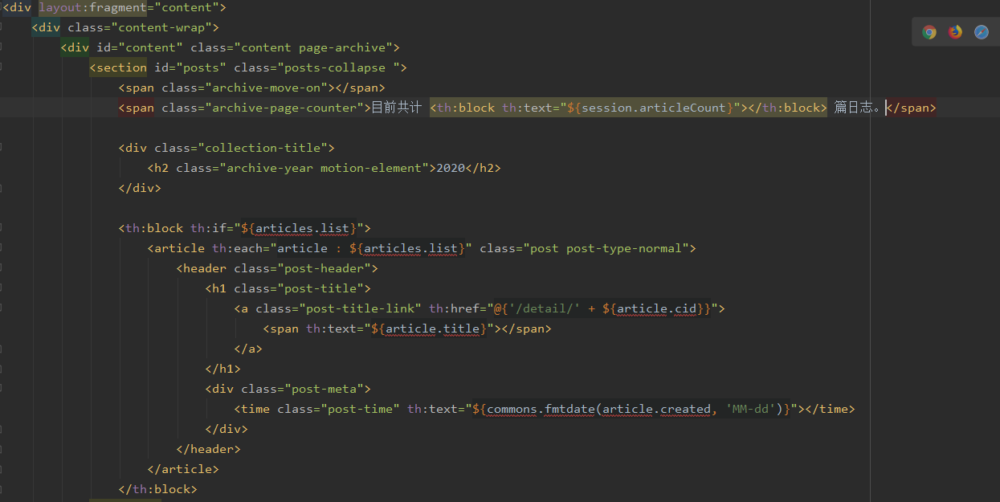 <div layout:fragment="content">
<div class="content-wrap">
<div id="content" class="content page-archive">
<section id="posts" class="posts-collapse ">
<span class="archive-move-on"></span>
<span class="archive-page-counter">目前共计 <th:block th:text="${session.articleCount}"></th:block> 篇日志。</span>
<div class="collection-title">
<h2 class="archive-year motion-element">2020</h2>
</div>
<th:block th:if="${articles.list}">
<article th:each="article : ${articles.list}" class="post post-type-normal">
<header class="post-header">
<h1 class="post-title">
<a class="post-title-link" th:href="@{'/detail/' + ${article.cid}}">
<span th:text="${article.title}"></span>
</a>
</h1>
<div class="post-meta">
<time class="post-time" th:text="${commons.fmtdate(article.created, 'MM-dd')}"></time>
</div>
</header>
</article>
</th:block>